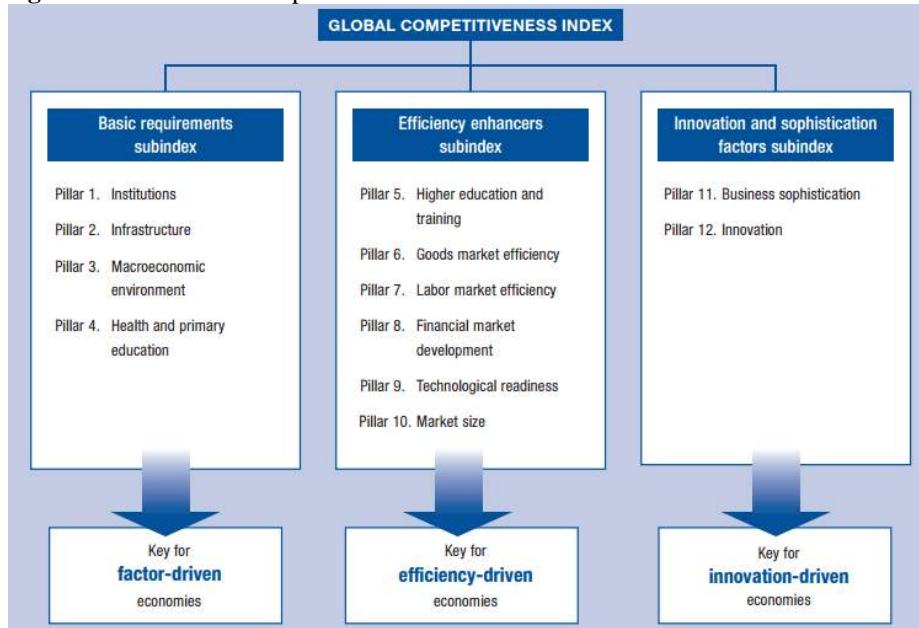 GLOBAL COMPETITIVENESS INDEX
Basic requirements
subindex
Pillar 1. Institutions
Pillar 2. Infrastructure
Pillar 3. Macroeconomic
environment
Pillar 4. Health and primary
education
Key for
factor-driven
economies
Efficiency enhancers
subindex
Pillar 5. Higher education and
training
Pillar 6. Goods market efficiency
Pillar 7. Labor market efficiency
Pillar 8. Financial market
development
Pillar 9. Technological readiness
Pillar 10. Market size
Key for
efficiency-driven
economies
Innovation and sophistication
factors subindex
Pillar 11. Business sophistication
Pillar 12. Innovation
Key for
innovation-driven
economies